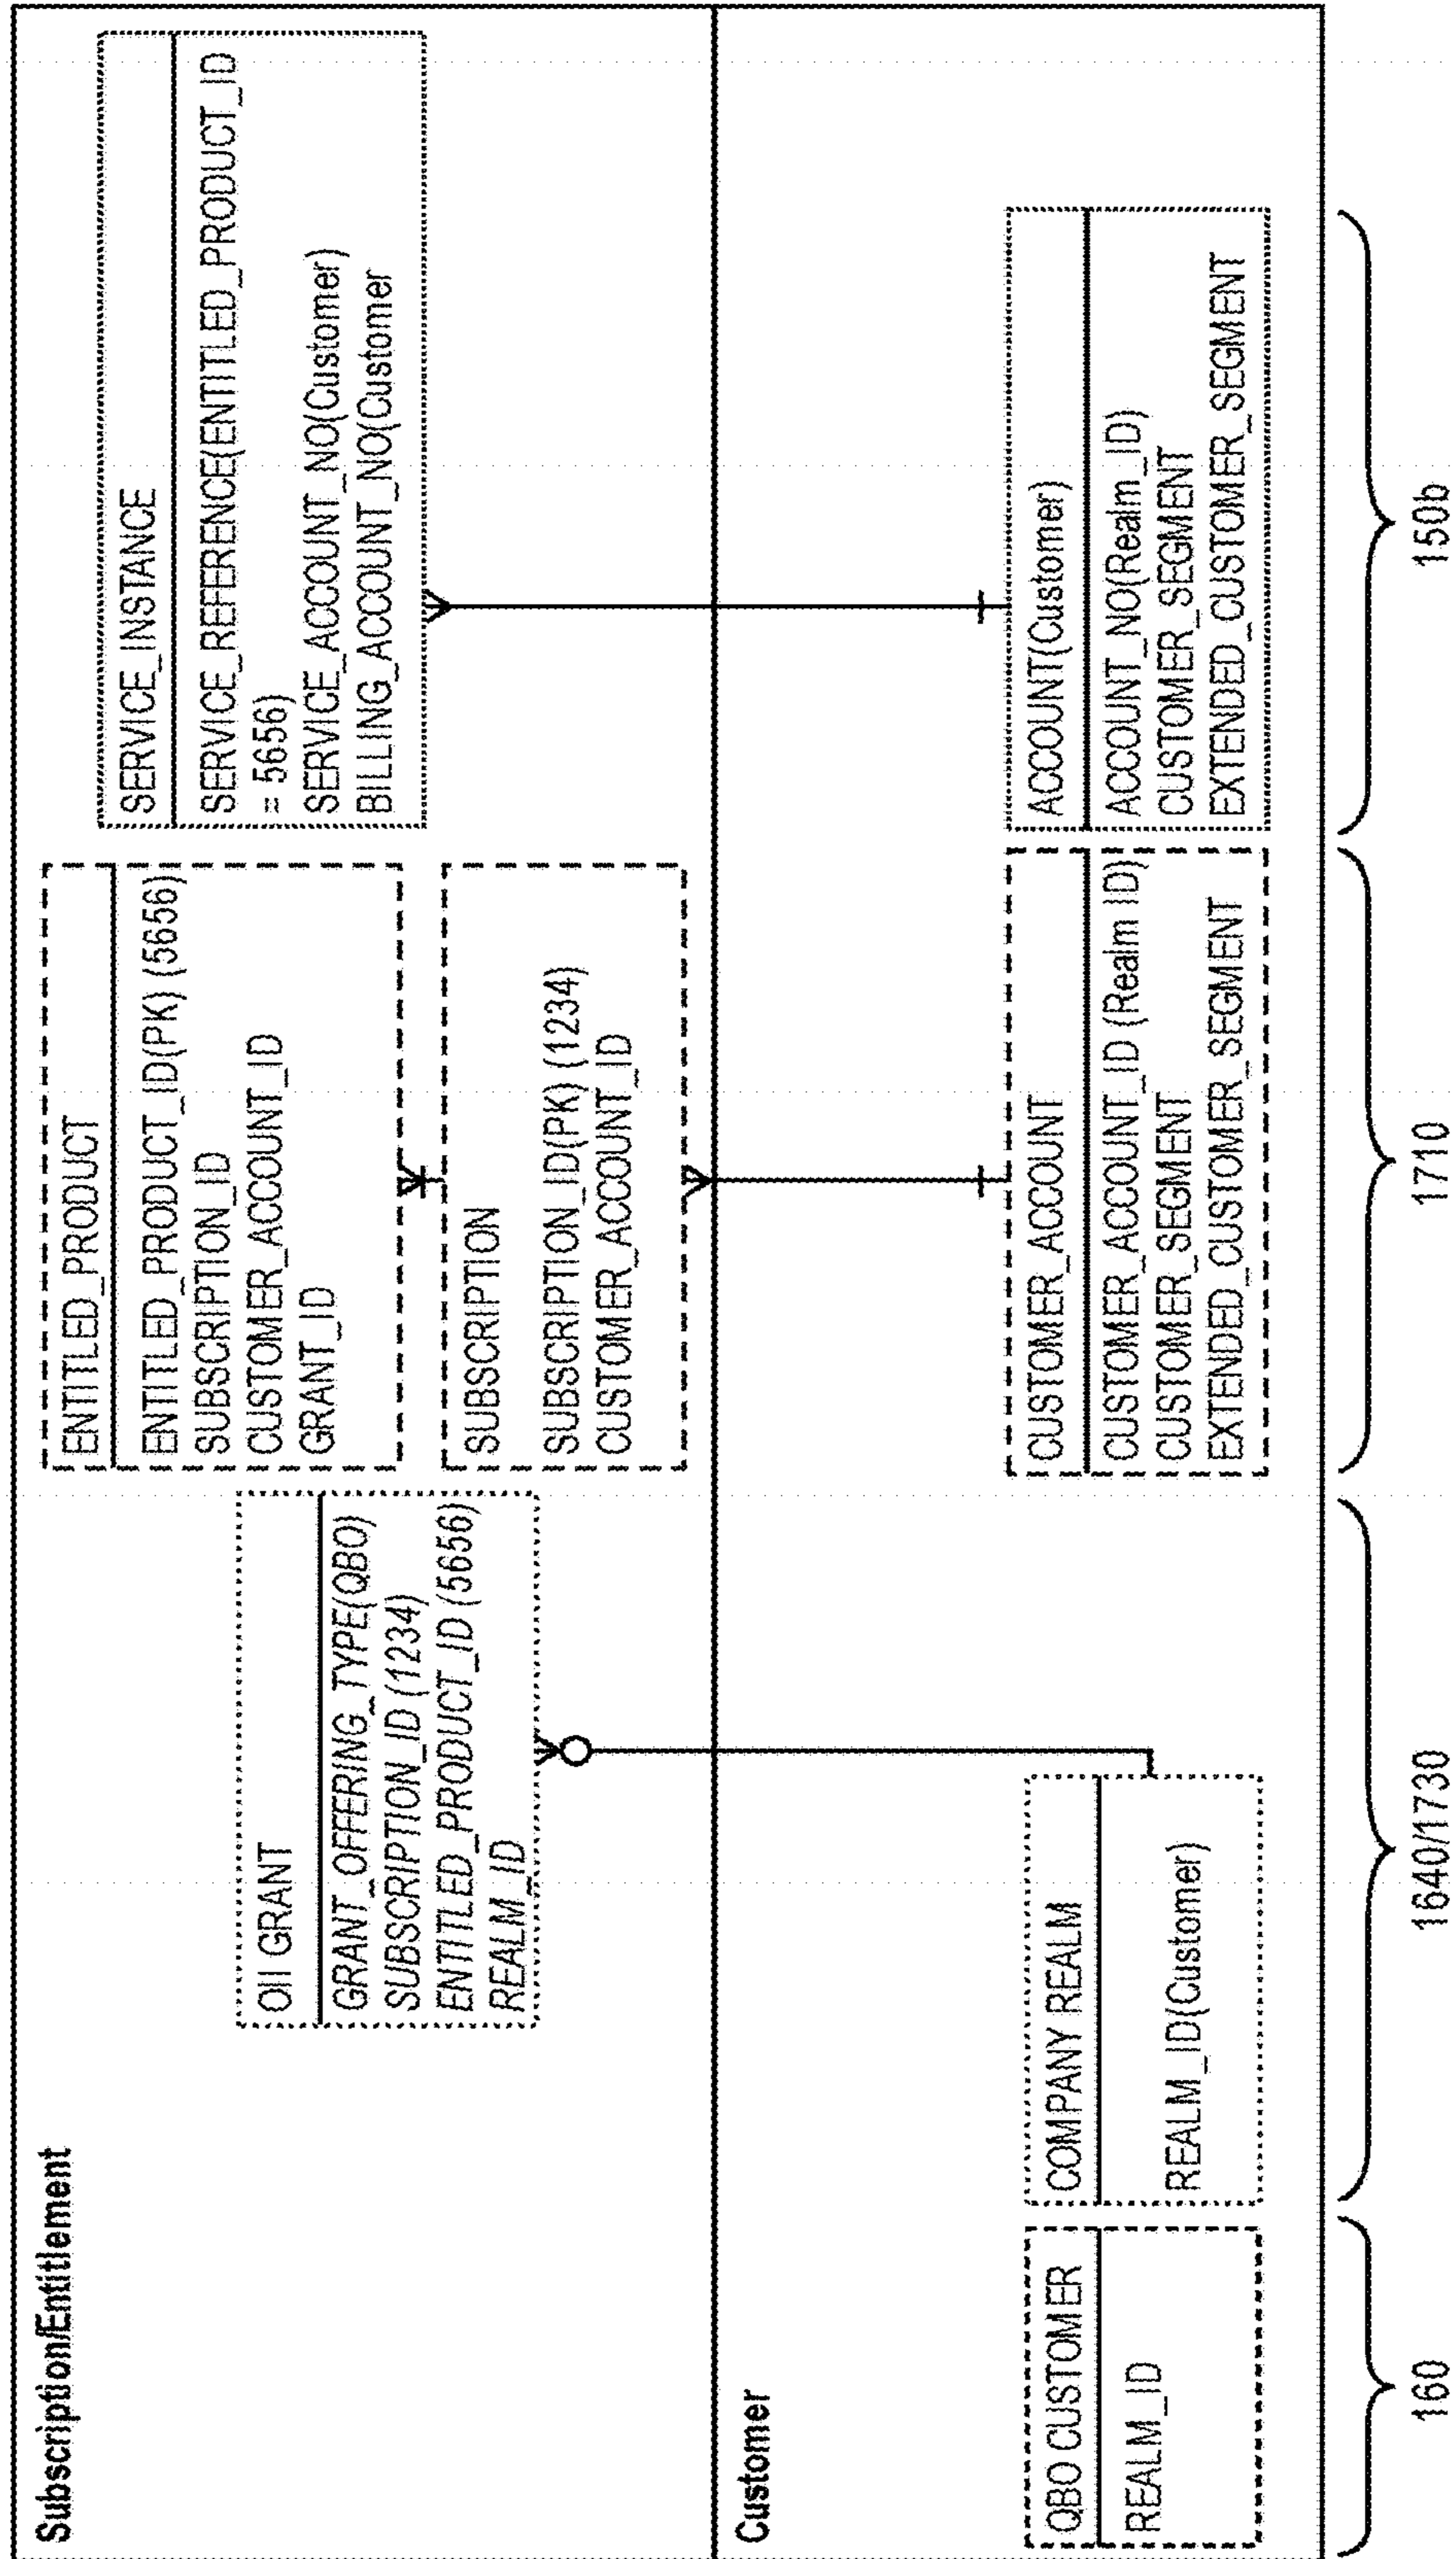 Subscription/Entitlement
OII GRANT
GRANT_OFFERING_TYPE(QBO)
SUBSCRIPTION_ID (1234)
ENTITLED_PRODUCT_ID (5656)
REALM_ID
ENTITLED_PRODUCT
ENTITLED_PRODUCT_ID(PK) (5656)
SUBSCRIPTION_ID
CUSTOMER_ACCOUNT_ID
GRANT_ID
SUBSCRIPTION
SUBSCRIPTION_ID(PK) (1234)
CUSTOMER_ACCOUNT_ID
SERVICE_INSTANCE
SERVICE_REFERENCE(ENTITLED_PRODUCT_ID
= 5656)
SERVICE_ACCOUNT_NO(Customer)
BILLING_ACCOUNT_NO(Customer
Customer
QBO CUSTOMER
REALM_ID
COMPANY REALM
REALM_ID(Customer)
CUSTOMER_ACCOUNT
CUSTOMER_ACCOUNT_ID (Realm ID)
CUSTOMER_SEGMENT
EXTENDED_CUSTOMER_SEGMENT
ACCOUNT(Customer)
ACCOUNT_NO(Realm_ID)
CUSTOMER_SEGMENT
EXTENDED_CUSTOMER_SEGMENT
160
1640/1730
1710
150b